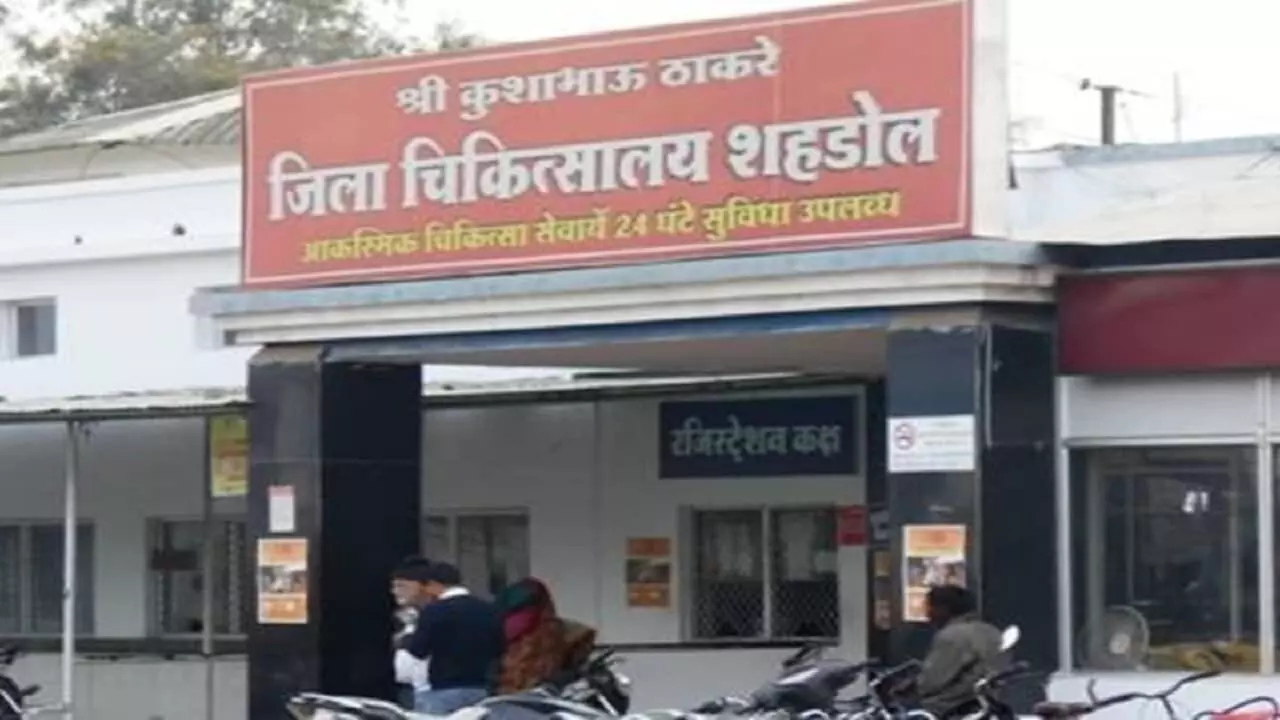 श्री कुशाभाऊ ठाकरे
जिला चिकित्सालय शहडोल
आकस्मिक चिकित्सा सेवायें 24 घंटे सुविधा उपलब्ध
रजिस्ट्रेशन कक्ष